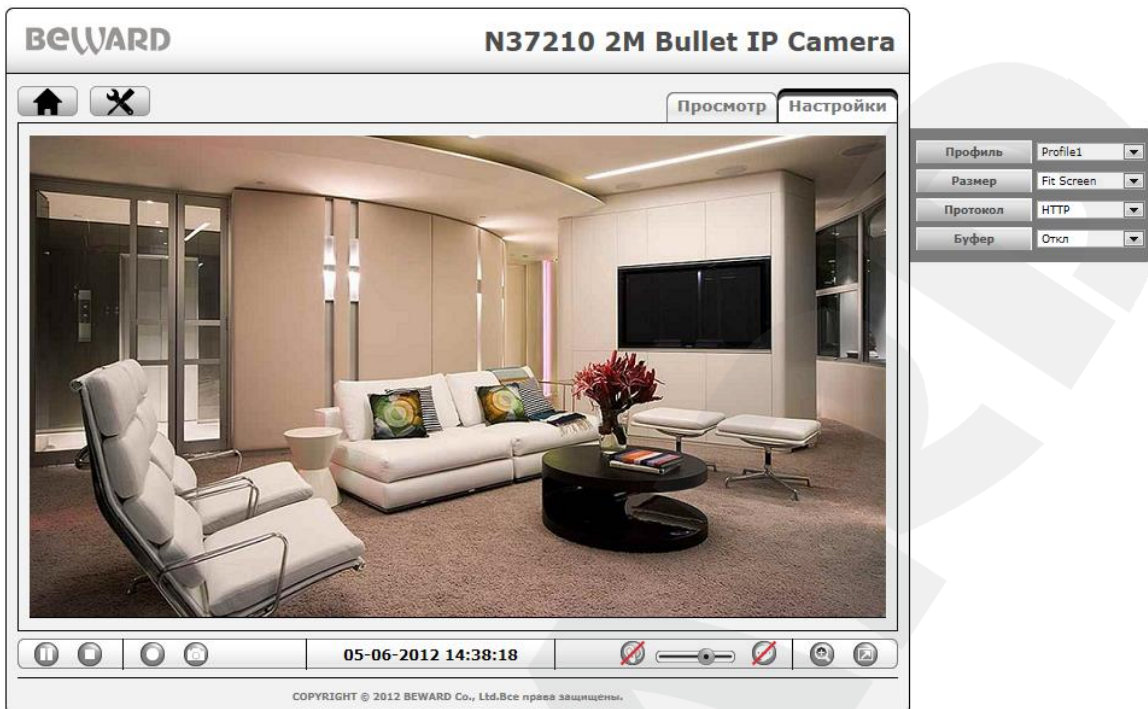 BEWARD
N37210 2M Bullet IP Camera
Просмотр
Настройки
Профиль Profile1
Размер Fit Screen
Протокол HTTP
Буфер Откл
05-06-2012 14:38:18
COPYRIGHT © 2012 BEWARD Co., Ltd.Все права защищены.